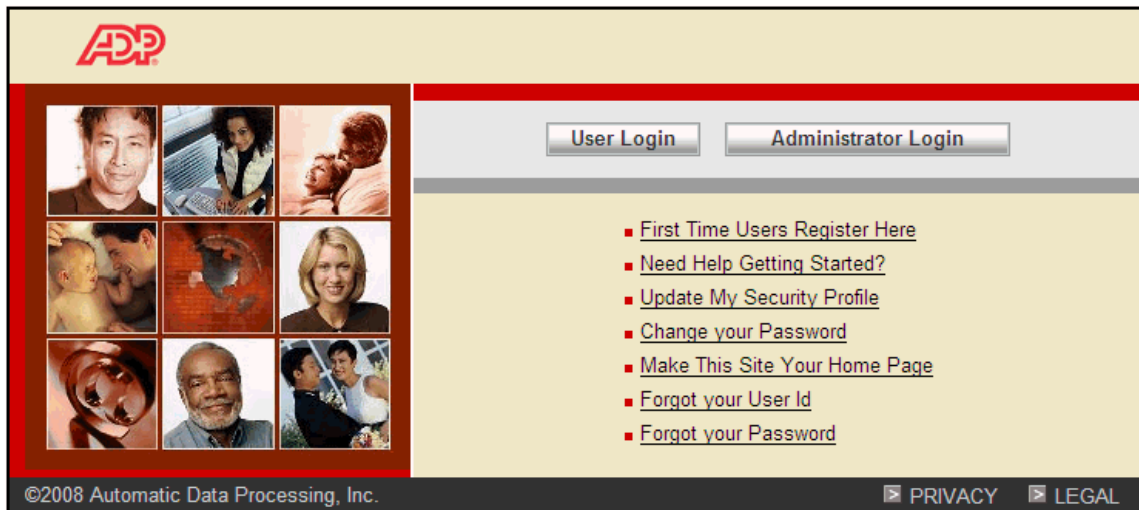 ADP
User Login Administrator Login
First Time Users Register Here
Need Help Getting Started?
Update My Security Profile
Change your Password
Make This Site Your Home Page
Forgot your User Id
Forgot your Password
©2008 Automatic Data Processing, Inc. PRIVACY LEGAL